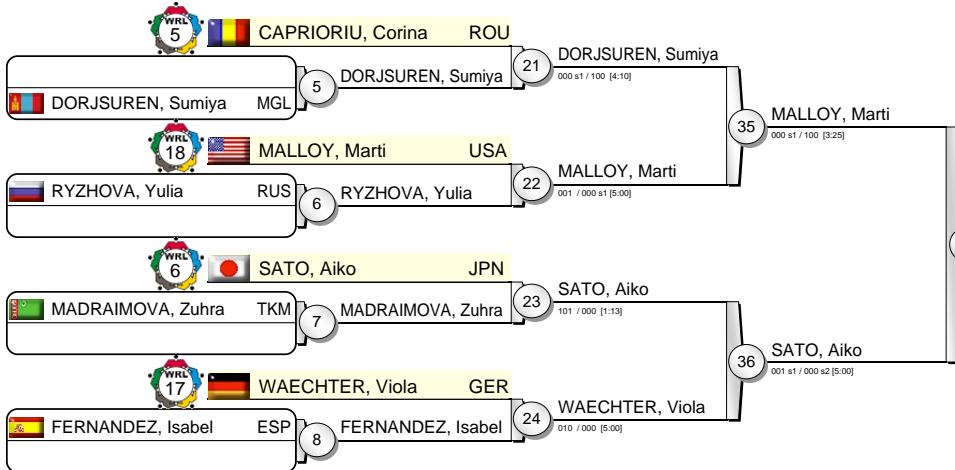 WRL
5
CAPRIORIU, Corina ROU
DORJSUREN, Sumiya MGL
5
DORJSUREN, Sumiya
21
DORJSUREN, Sumiya
000 s1 / 100 [4:10]
WRL
18
MALLOY, Marti USA
RYZHOVA, Yulia RUS
6
RYZHOVA, Yulia
22
MALLOY, Marti
001 / 000 s1 [5:00]
35
MALLOY, Marti
000 s1 / 100 [3:25]
WRL
6
SATO, Aiko JPN
MADRAIMOVA, Zuhra TKM
7
MADRAIMOVA, Zuhra
23
SATO, Aiko
101 / 000 [1:13]
WRL
17
WAECHTER, Viola GER
FERNANDEZ, Isabel ESP
8
FERNANDEZ, Isabel
24
WAECHTER, Viola
010 / 000 [5:00]
36
SATO, Aiko
001 s1 / 000 s2 [5:00]